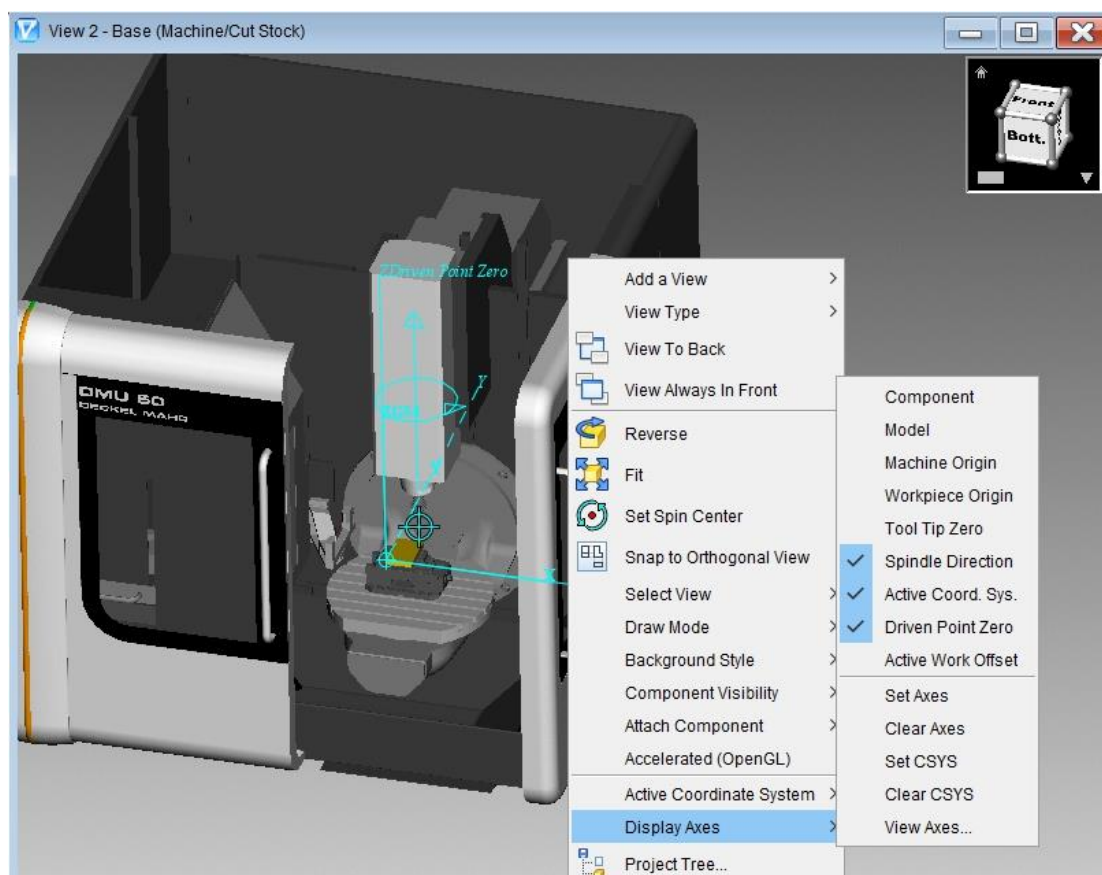 View 2 - Base (Machine/Cut Stock)
Front
Bott.
ZDriven Point Zero
Y
X
DMU 50
DECKEL MAHO
Add a View
View Type
View To Back
View Always In Front
Reverse
Fit
Set Spin Center
Snap to Orthogonal View
Select View
Draw Mode
Background Style
Component Visibility
Attach Component
Accelerated (OpenGL)
Active Coordinate System
Display Axes
Project Tree...
Component
Model
Machine Origin
Workpiece Origin
Tool Tip Zero
Spindle Direction
Active Coord. Sys.
Driven Point Zero
Active Work Offset
Set Axes
Clear Axes
Set CSYS
Clear CSYS
View Axes...